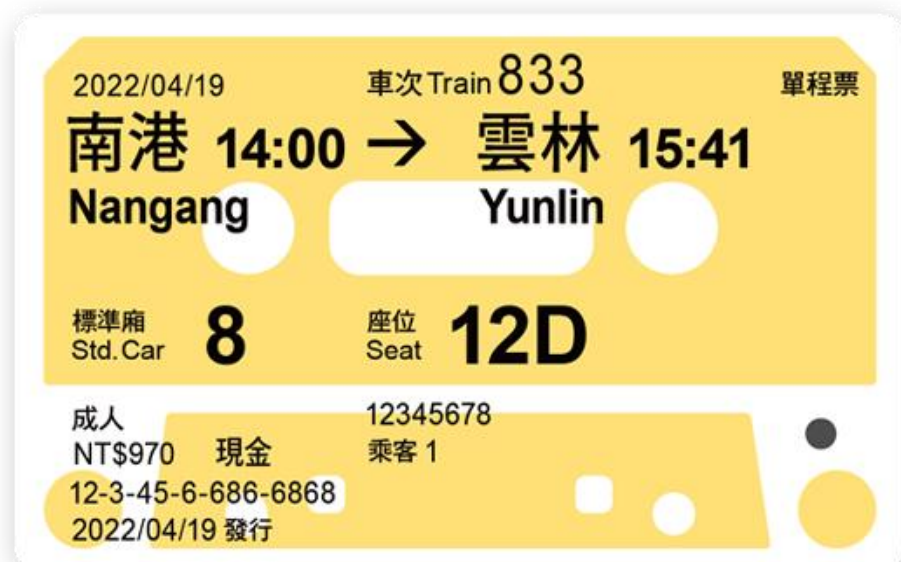 2022/04/19 車次 Train 833 單程票
南港 14:00 → 雲林 15:41
Nangang Yunlin
標準廂 8 座位 12D
Std. Car Seat
成人 12345678
NT$970 現金 乘客 1
12-3-45-6-686-6868
2022/04/19 發行